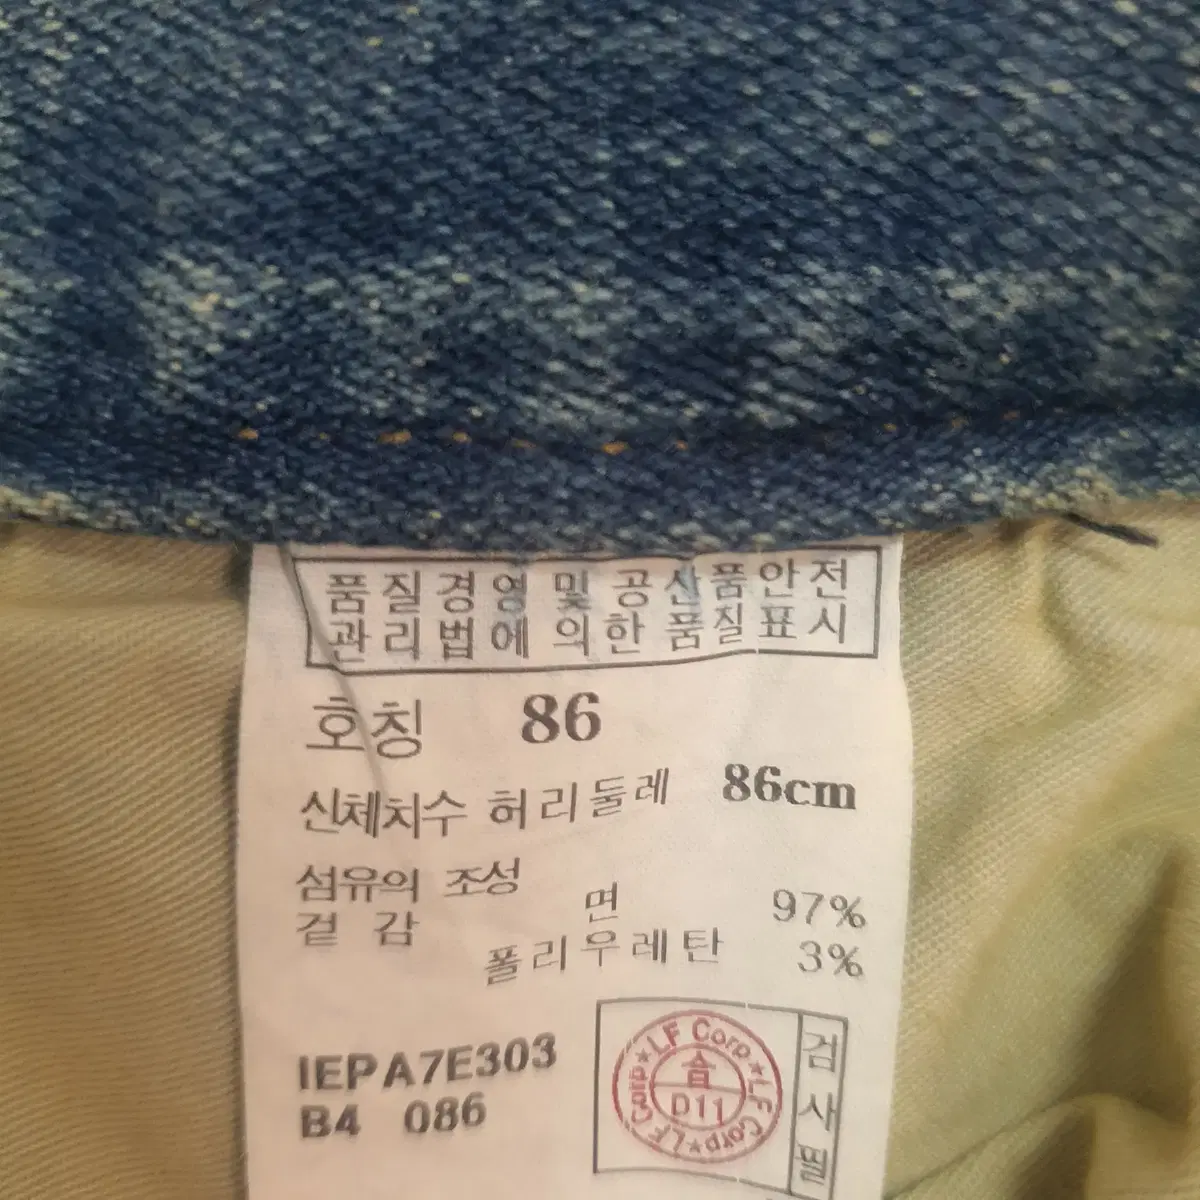 품질경영 및 공산품안전
관리법에 의한 품질표시
호칭 86
신체치수 허리둘레 86cm
섬유의 조성
겉감 면 97%
폴리우레탄 3%
IEPA7E303
B4 086
LF Corp★LF Corp★LF Corp★
D11
검사필